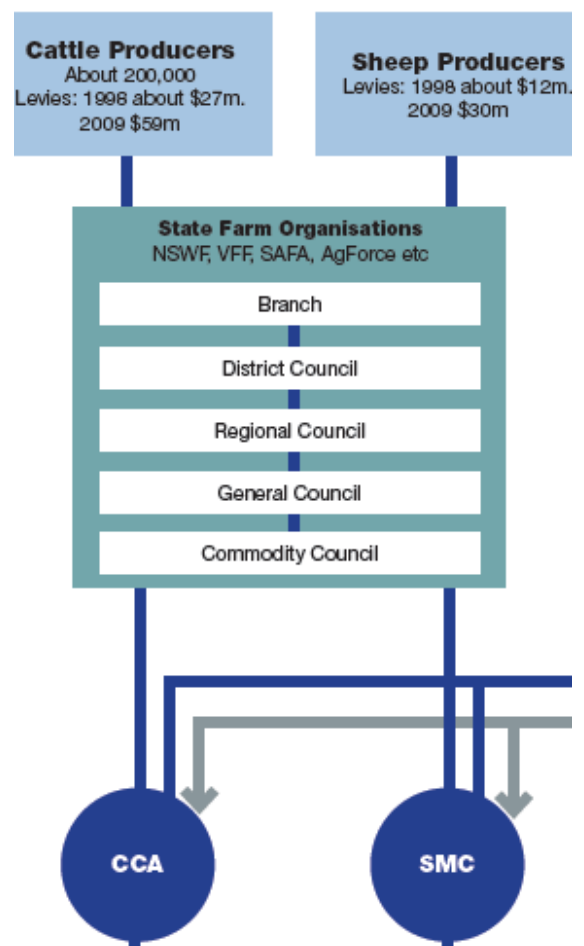 Cattle Producers
About 200,000
Levies: 1998 about $27m.
2009 $59m
Sheep Producers
Levies: 1998 about $12m.
2009 $30m
State Farm Organisations
NSWF, VFF, SAFA, AgForce etc
Branch
District Council
Regional Council
General Council
Commodity Council
CCA
SMC